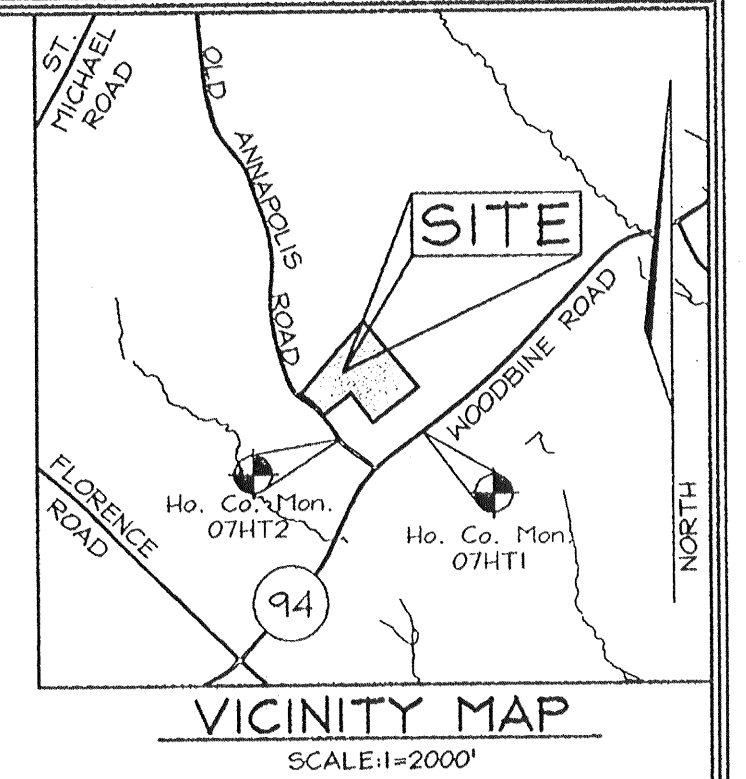 ST.
MICHAEL
ROAD
OLD ANNAPOLIS ROAD
SITE
WOODBINE ROAD
FLORENCE
ROAD
Ho. Co. Mon.
07HT2
Ho. Co. Mon.
07HT1
NORTH
94
VICINITY MAP
SCALE:1=2000'